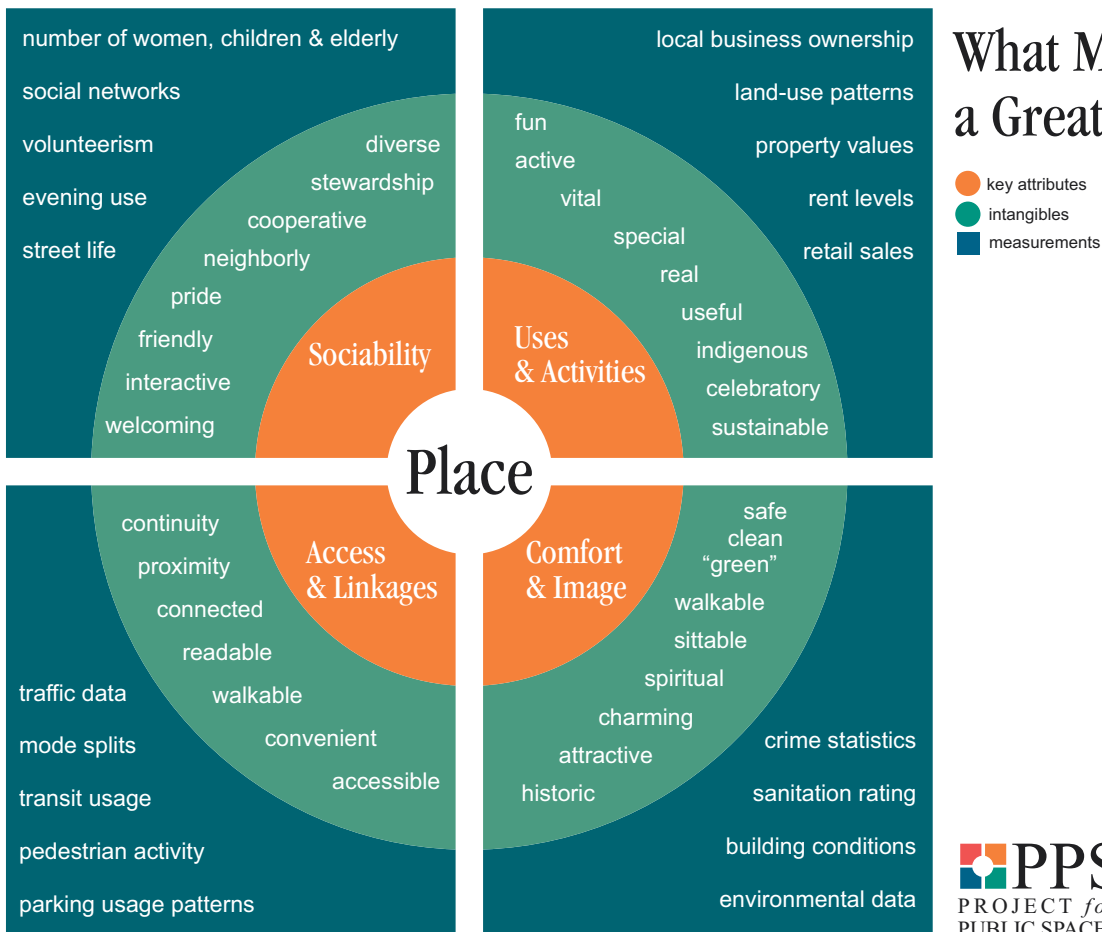 number of women, children & elderly
social networks
volunteerism
evening use
street life
diverse
stewardship
cooperative
neighborly
pride
friendly
interactive
welcoming
Sociability
local business ownership
land-use patterns
property values
rent levels
retail sales
fun
active
vital
special
real
useful
indigenous
celebratory
sustainable
Uses
& Activities
Place
continuity
proximity
connected
readable
walkable
convenient
accessible
Access
& Linkages
traffic data
mode splits
transit usage
pedestrian activity
parking usage patterns
safe
clean
“green”
walkable
sittable
spiritual
charming
attractive
historic
Comfort
& Image
crime statistics
sanitation rating
building conditions
environmental data
What M
a Great
key attributes
intangibles
measurements
PPS
PROJECT fo
PUBLIC SPACE